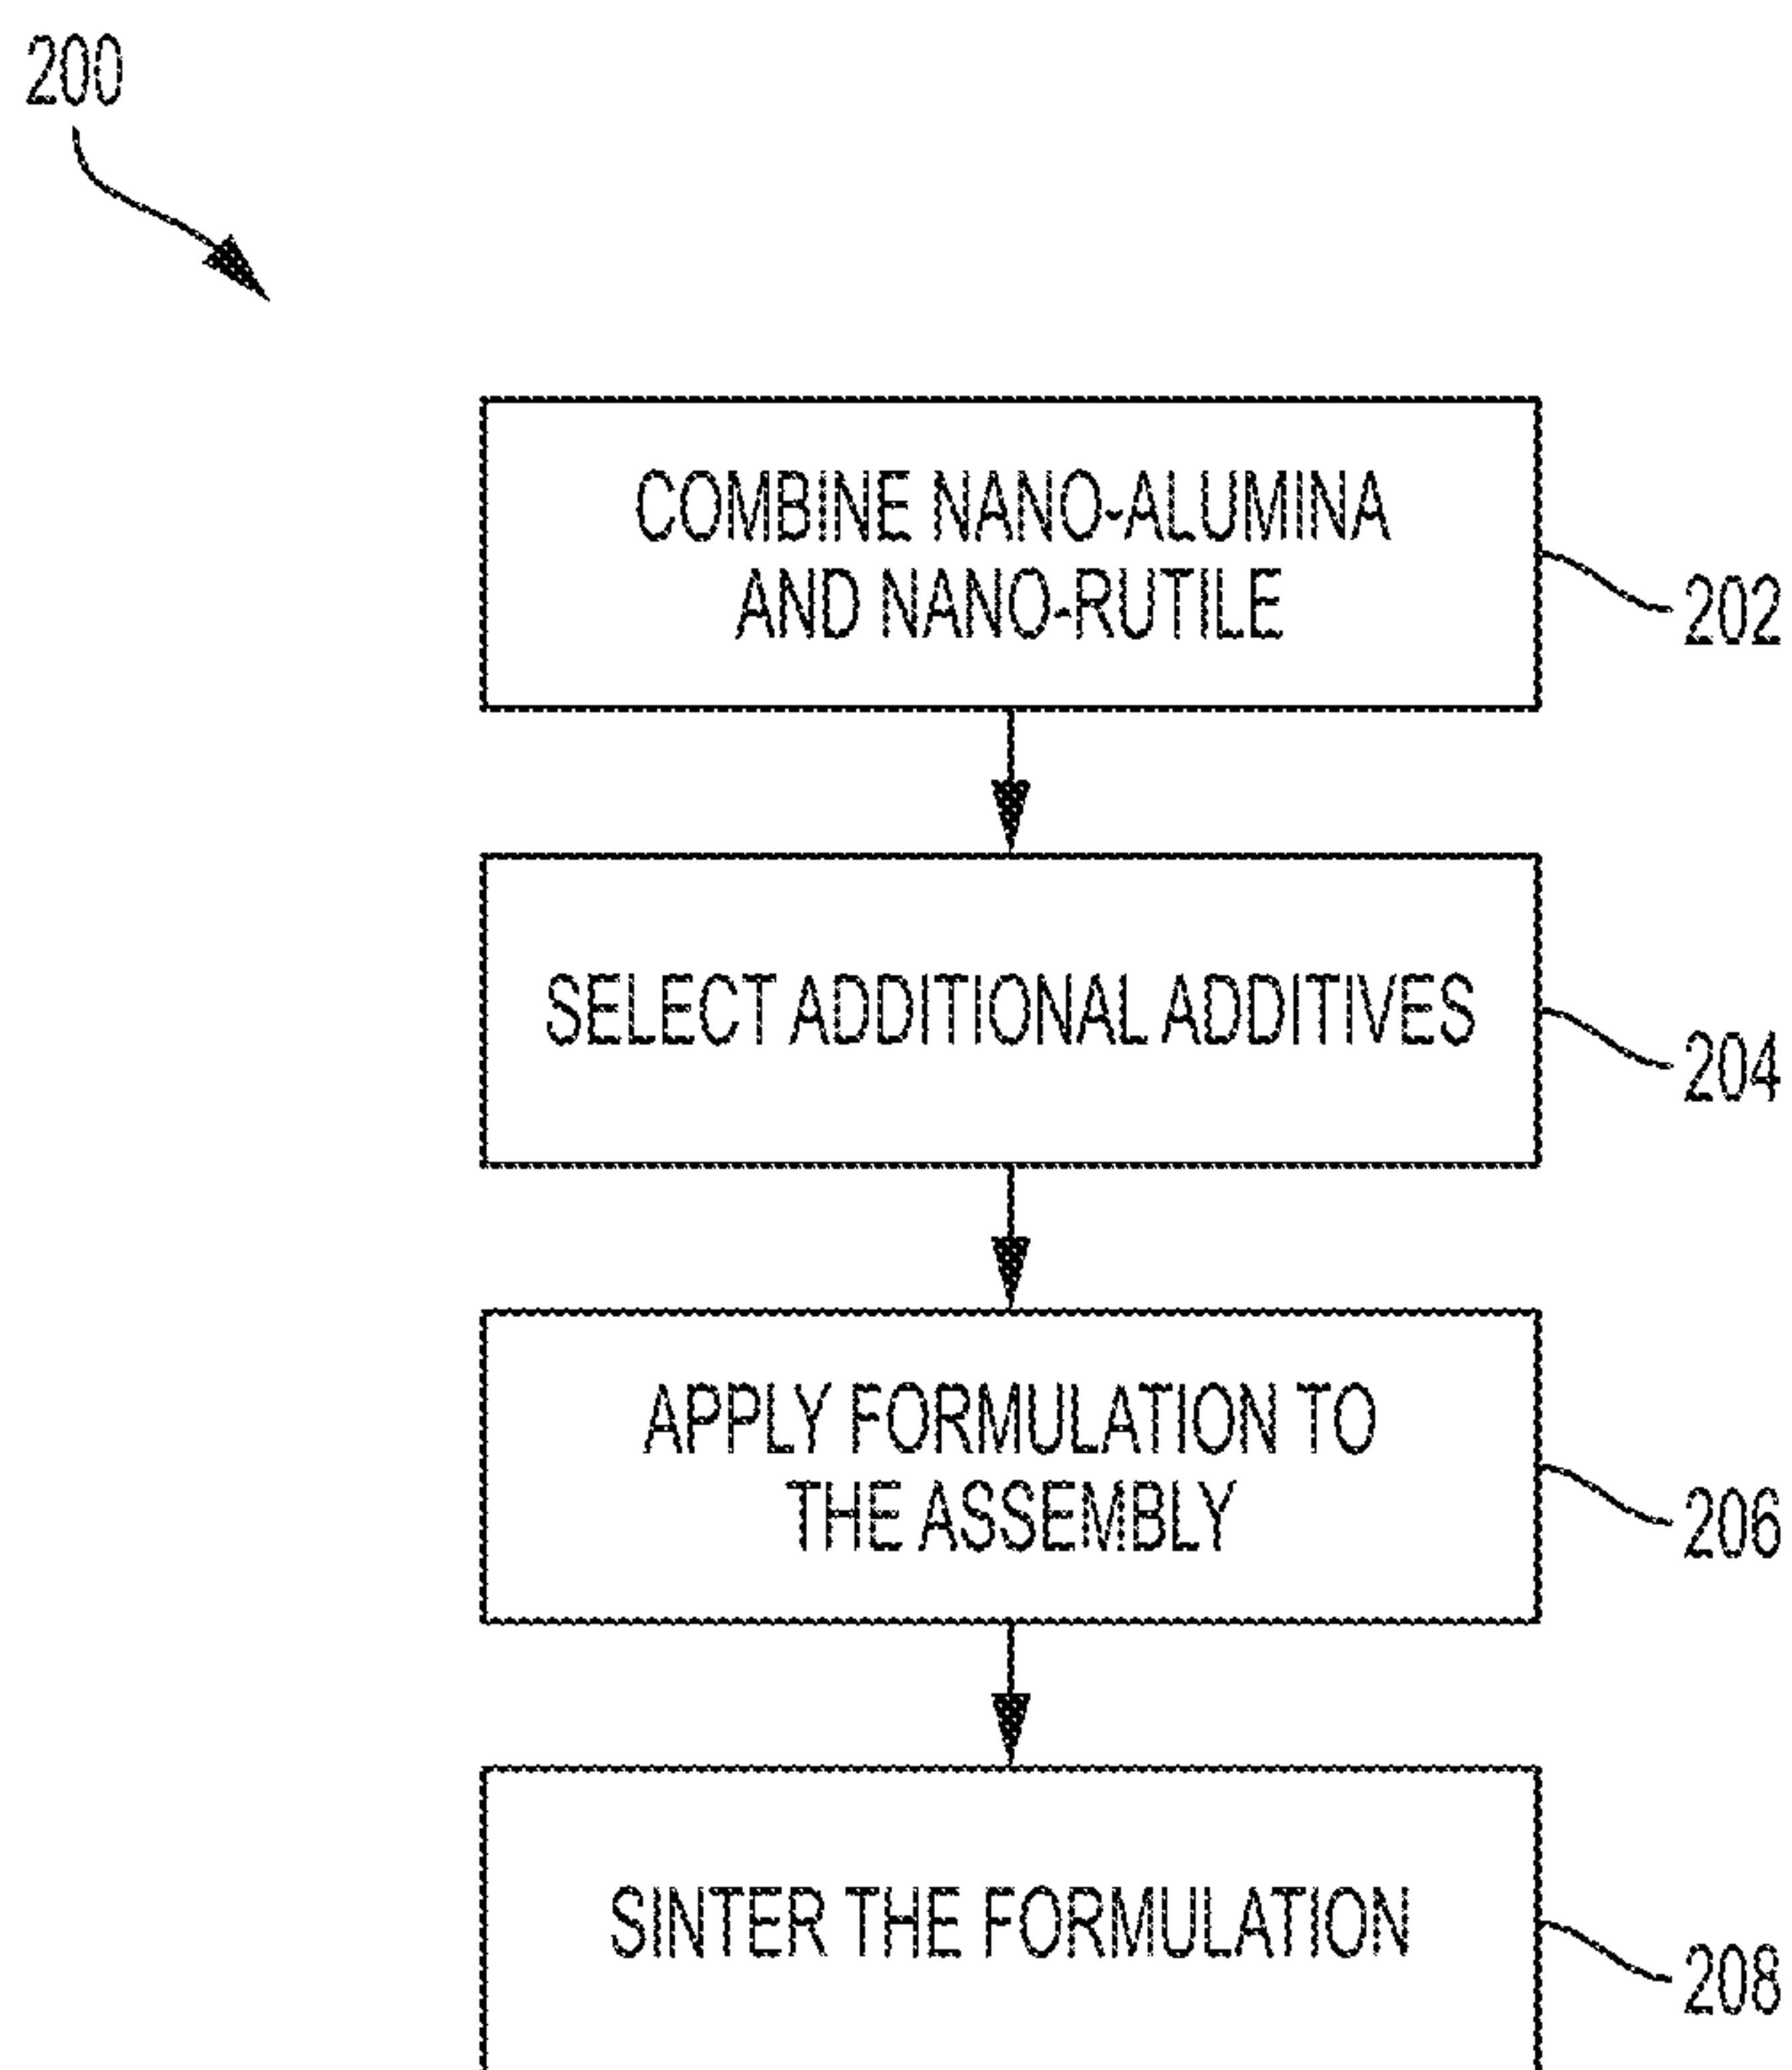 200
COMBINE NANO-ALUMINA
AND NANO-RUTILE
202
SELECT ADDITIONAL ADDITIVES
204
APPLY FORMULATION TO
THE ASSEMBLY
206
SINTER THE FORMULATION
208